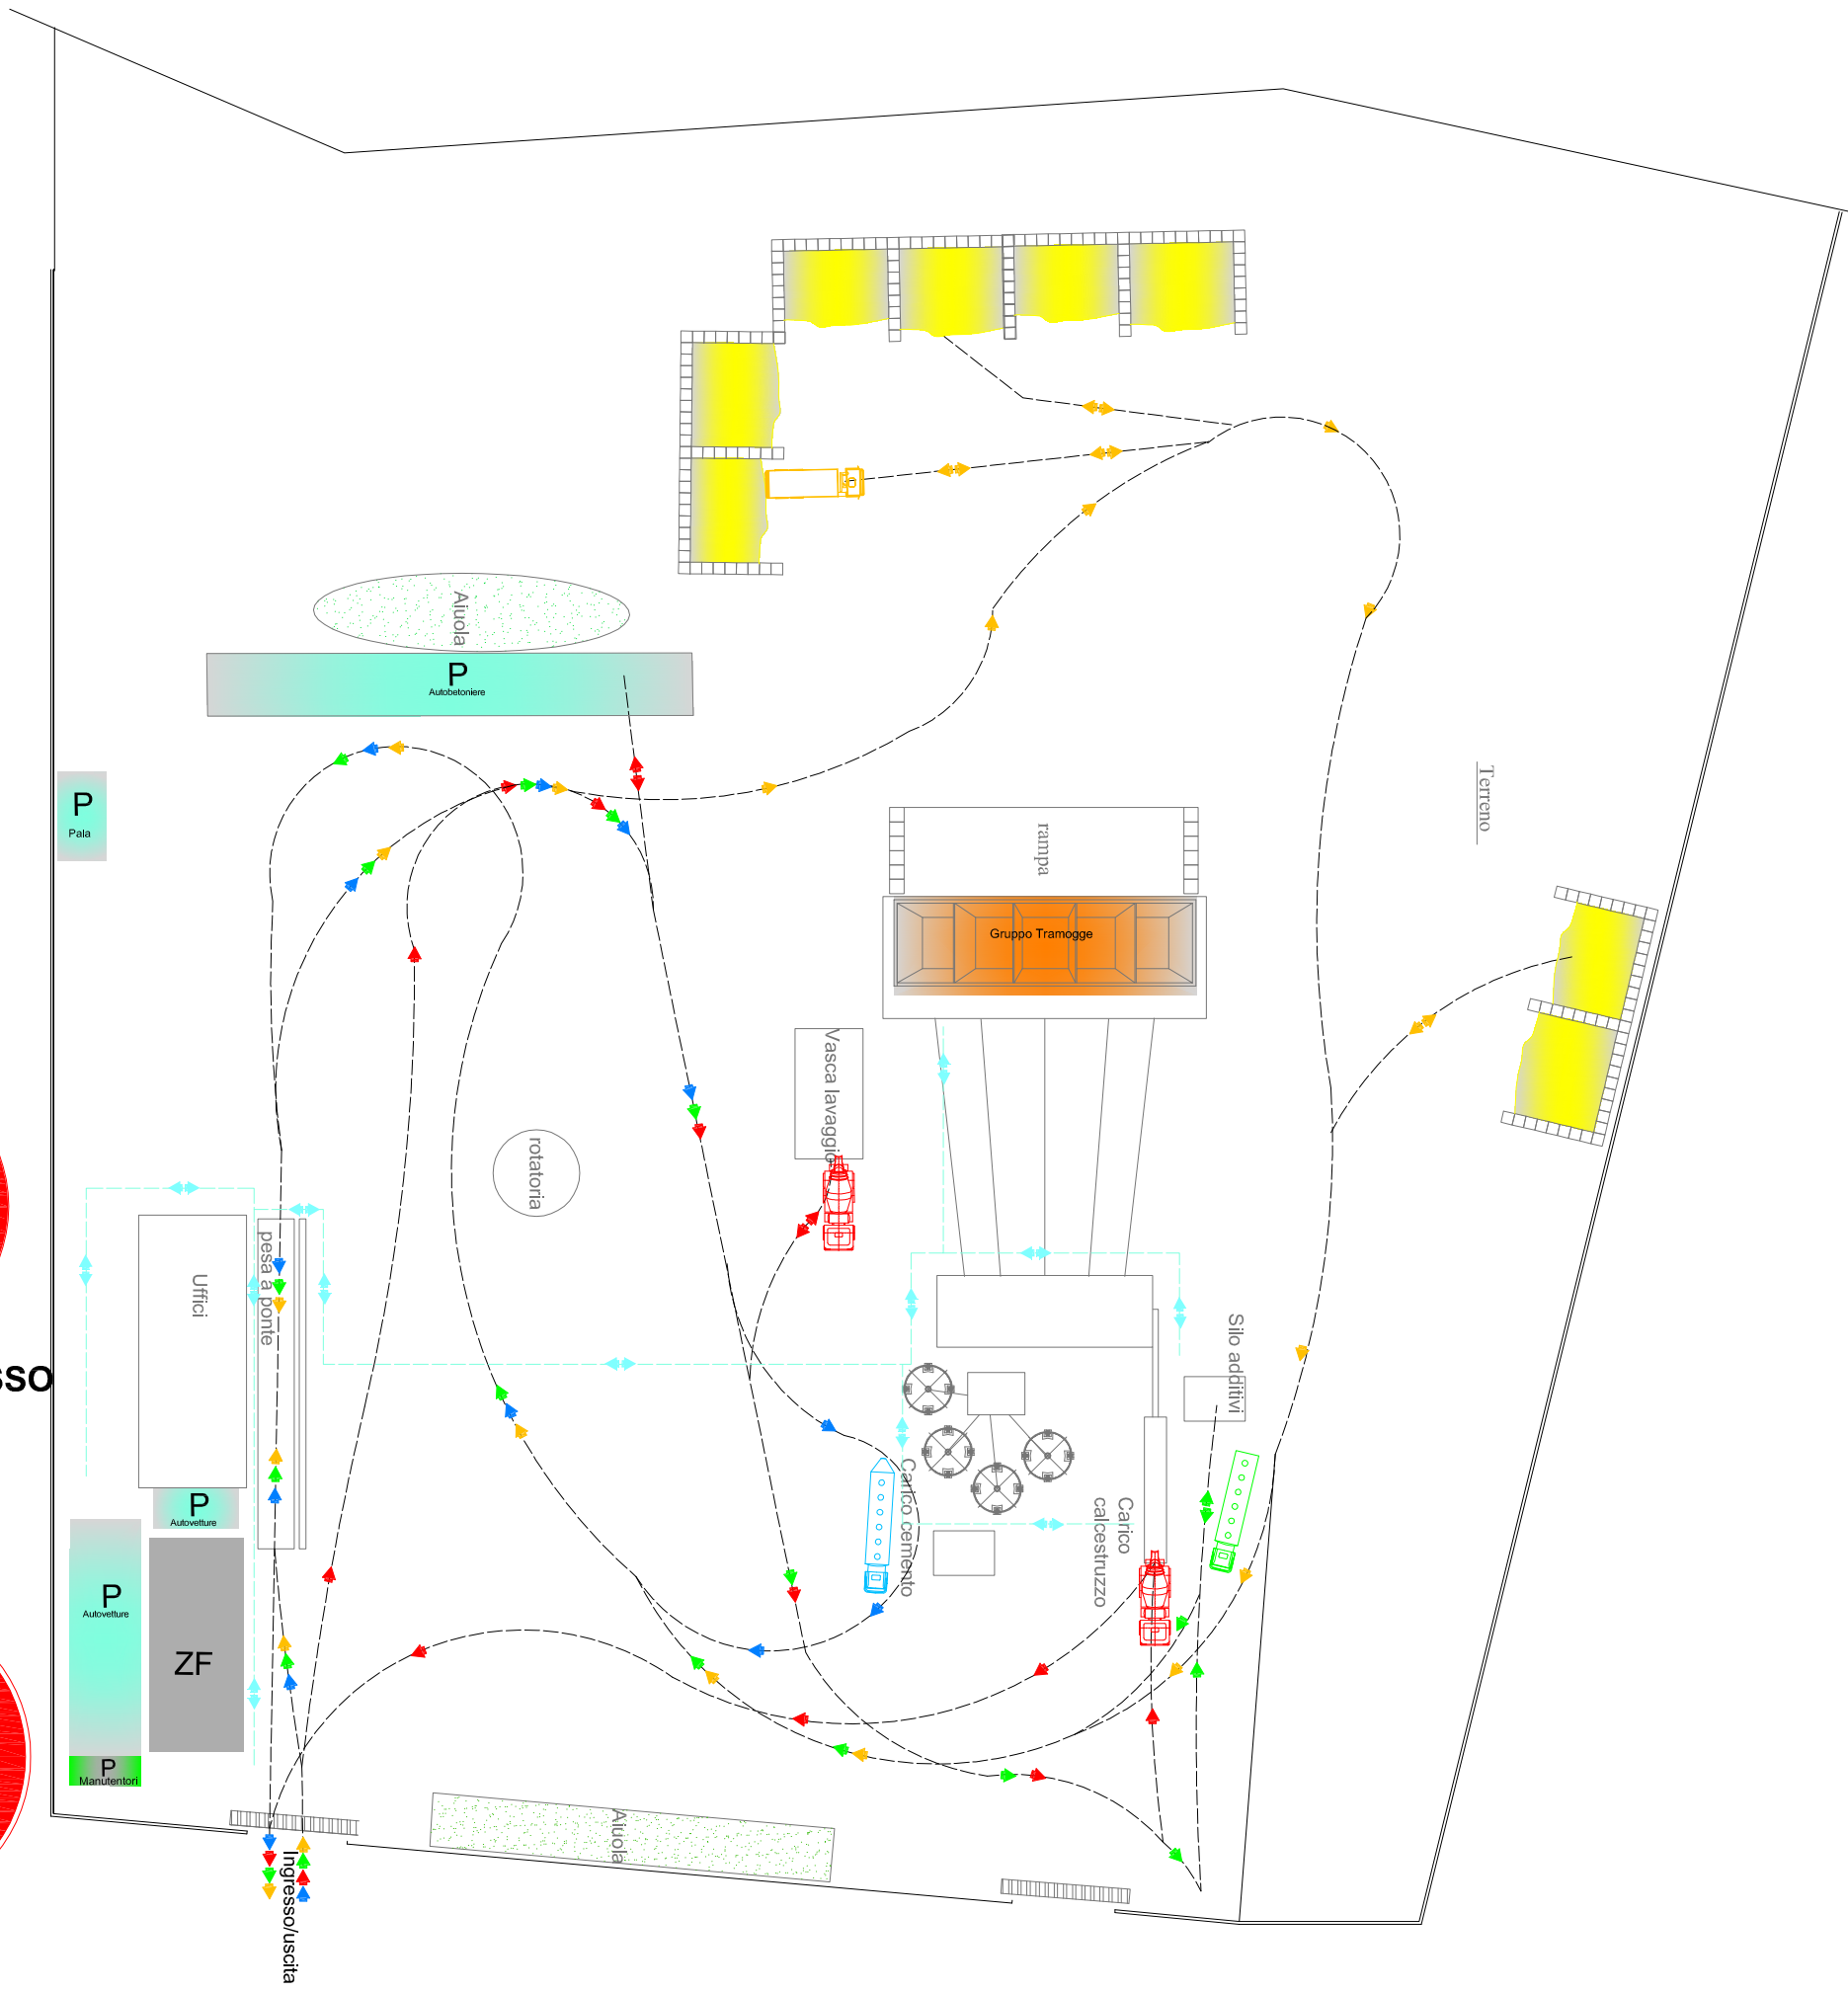 Aiuola
P
Autobetoniere
P
Pala
Terreno
rampa
Gruppo Tramogge
Vasca lavaggio
rotatoria
Uffici
pesa a ponte
Silo additivi
SSO
Carico cemento
Carico
calcestruzzo
P
Autovetture
P
Autovetture
ZF
P
Manutentori
Aiuola
Ingresso/uscita